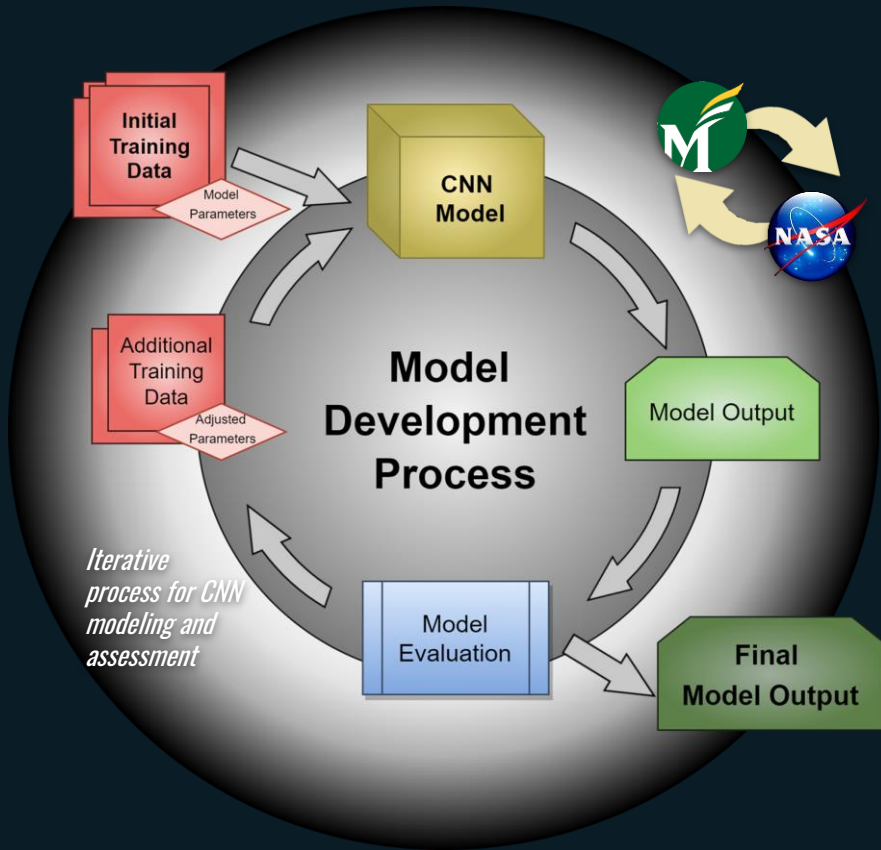 Initial
Training
Data
Model
Parameters
CNN
Model
M
NASA
Additional
Training
Data
Adjusted
Parameters
Model
Development
Process
Model Output
Iterative
process for CNN
modeling and
assessment
Model
Evaluation
Final
Model Output